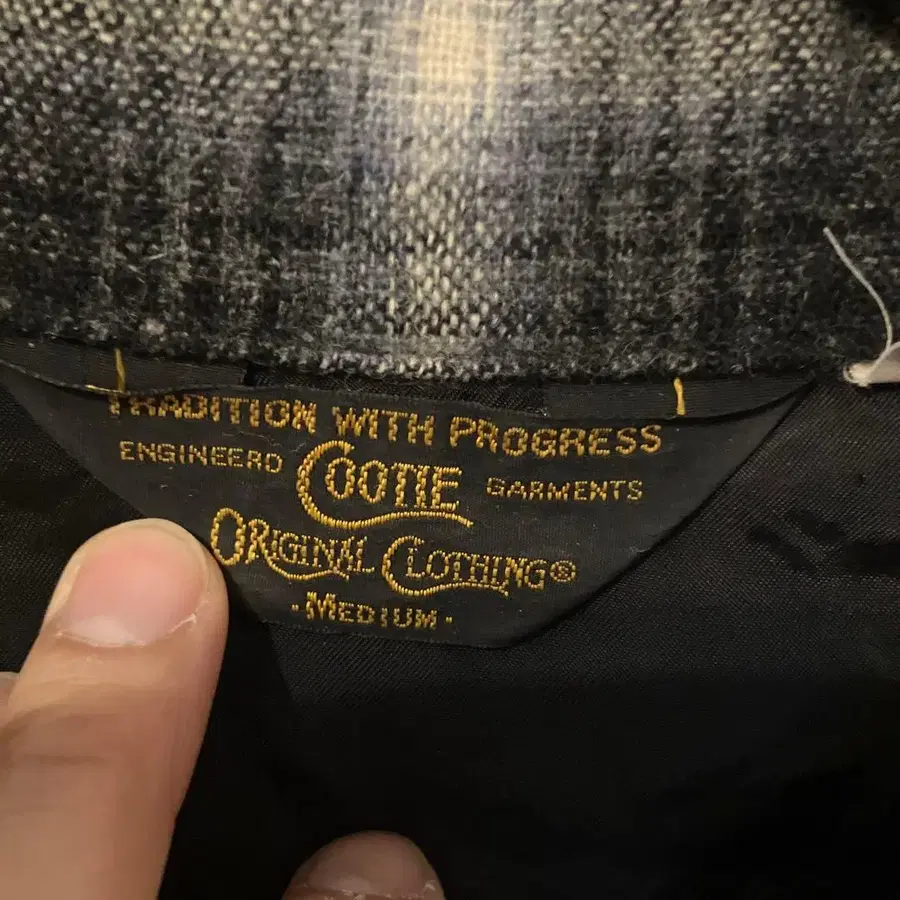 TRADITION WITH PROGRESS
ENGINEERD COOTIE GARMENTS
ORIGINAL CLOTHING®
·MEDIUM·